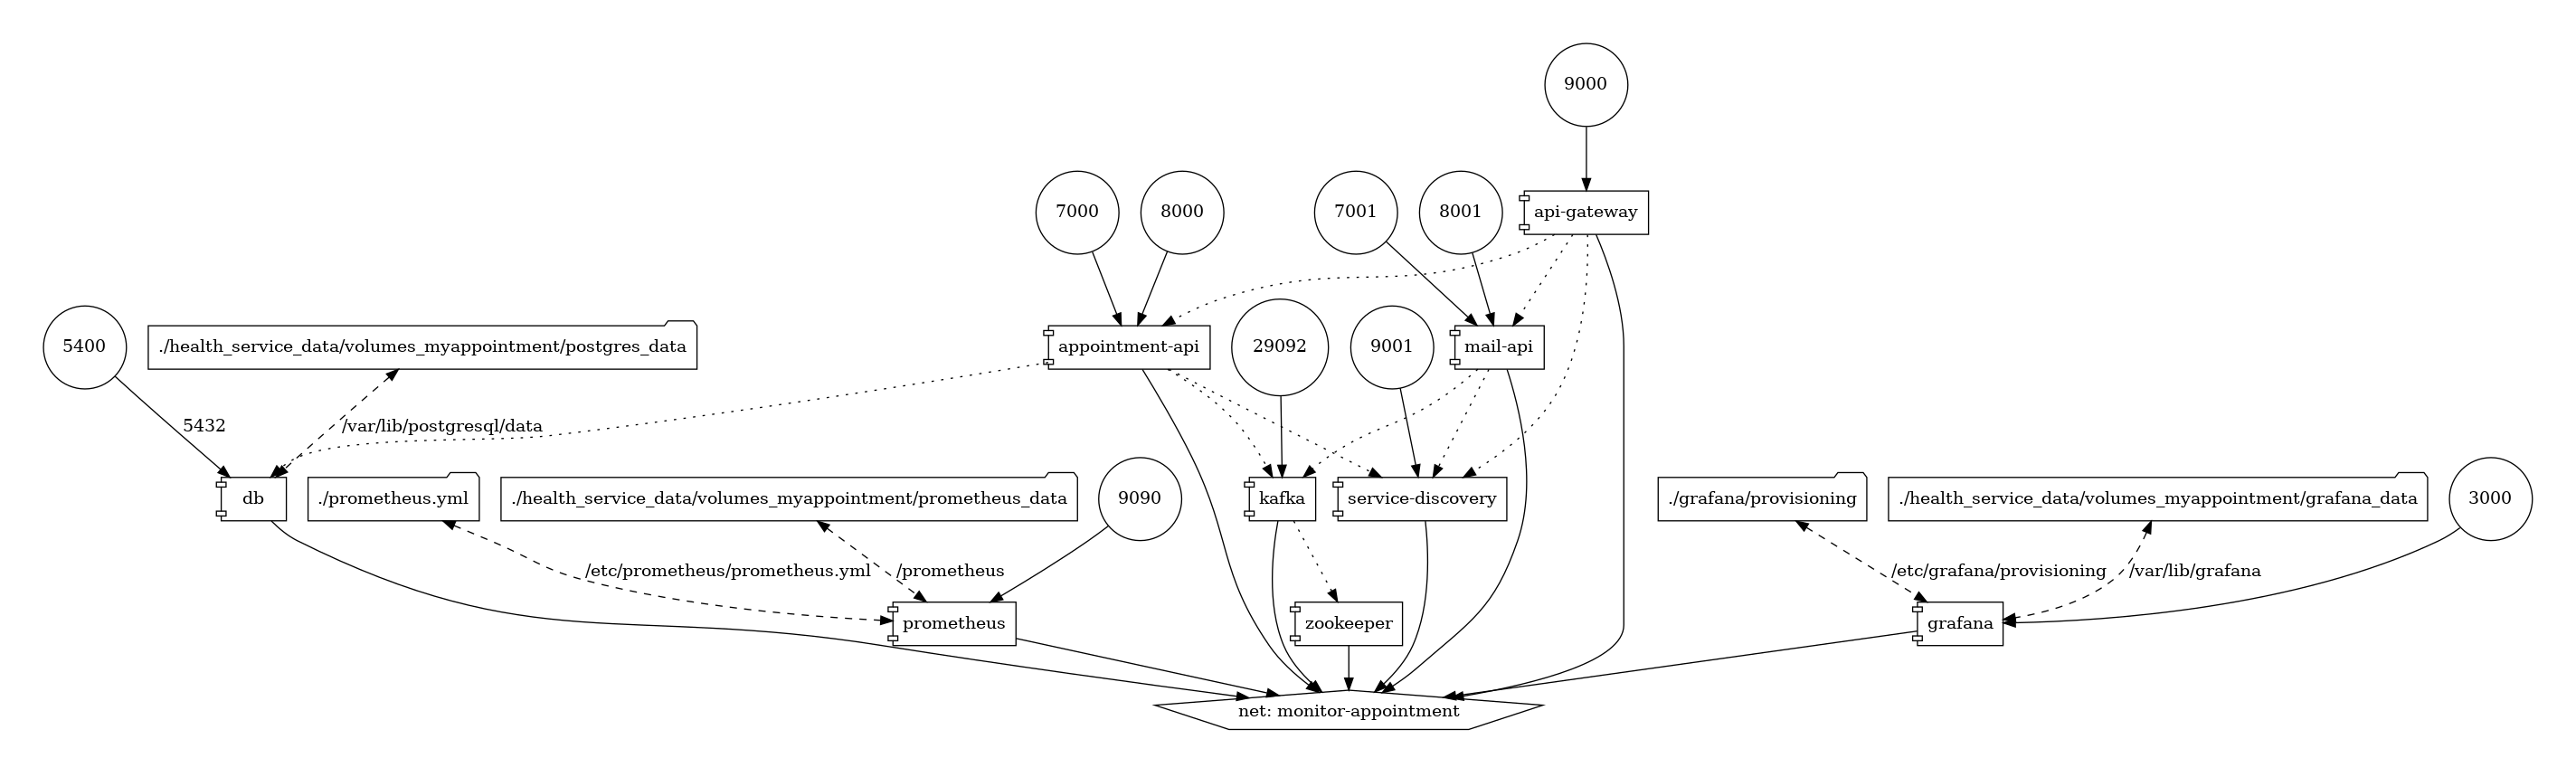 9000
7000
8000
7001
8001
api-gateway
5400
./health_service_data/volumes_myappointment/postgres_data
appointment-api
29092
9001
mail-api
5432
/var/lib/postgresql/data
db
./prometheus.yml
./health_service_data/volumes_myappointment/prometheus_data
9090
kafka
service-discovery
./grafana/provisioning
./health_service_data/volumes_myappointment/grafana_data
3000
/etc/prometheus/prometheus.yml
/prometheus
/etc/grafana/provisioning
/var/lib/grafana
prometheus
zookeeper
grafana
net: monitor-appointment